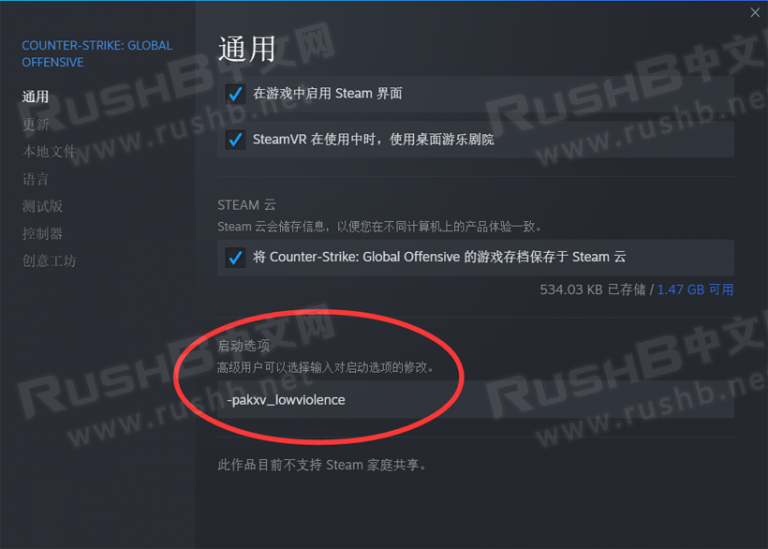 COUNTER-STRIKE: GLOBAL
OFFENSIVE
通用
更新
本地文件
语言
测试版
控制器
创意工坊
通用
在游戏中启用 Steam 界面
SteamVR 在使用中时，使用桌面游乐剧院
STEAM 云
Steam 云会储存信息，以便您在不同计算机上的产品体验一致。
将 Counter-Strike: Global Offensive 的游戏存档保存于 Steam 云
534.03 KB 已存储 / 1.47 GB 可用
启动选项
高级用户可以选择输入对启动选项的修改。
-pakxv_lowviolence
此作品目前不支持 Steam 家庭共享。
RUSHB中文网
www.rushb.net
RUSHB中文
www.rushb.net
RUSHB中文网
www.rushb.net
RUSHB中文
www.rushb.net